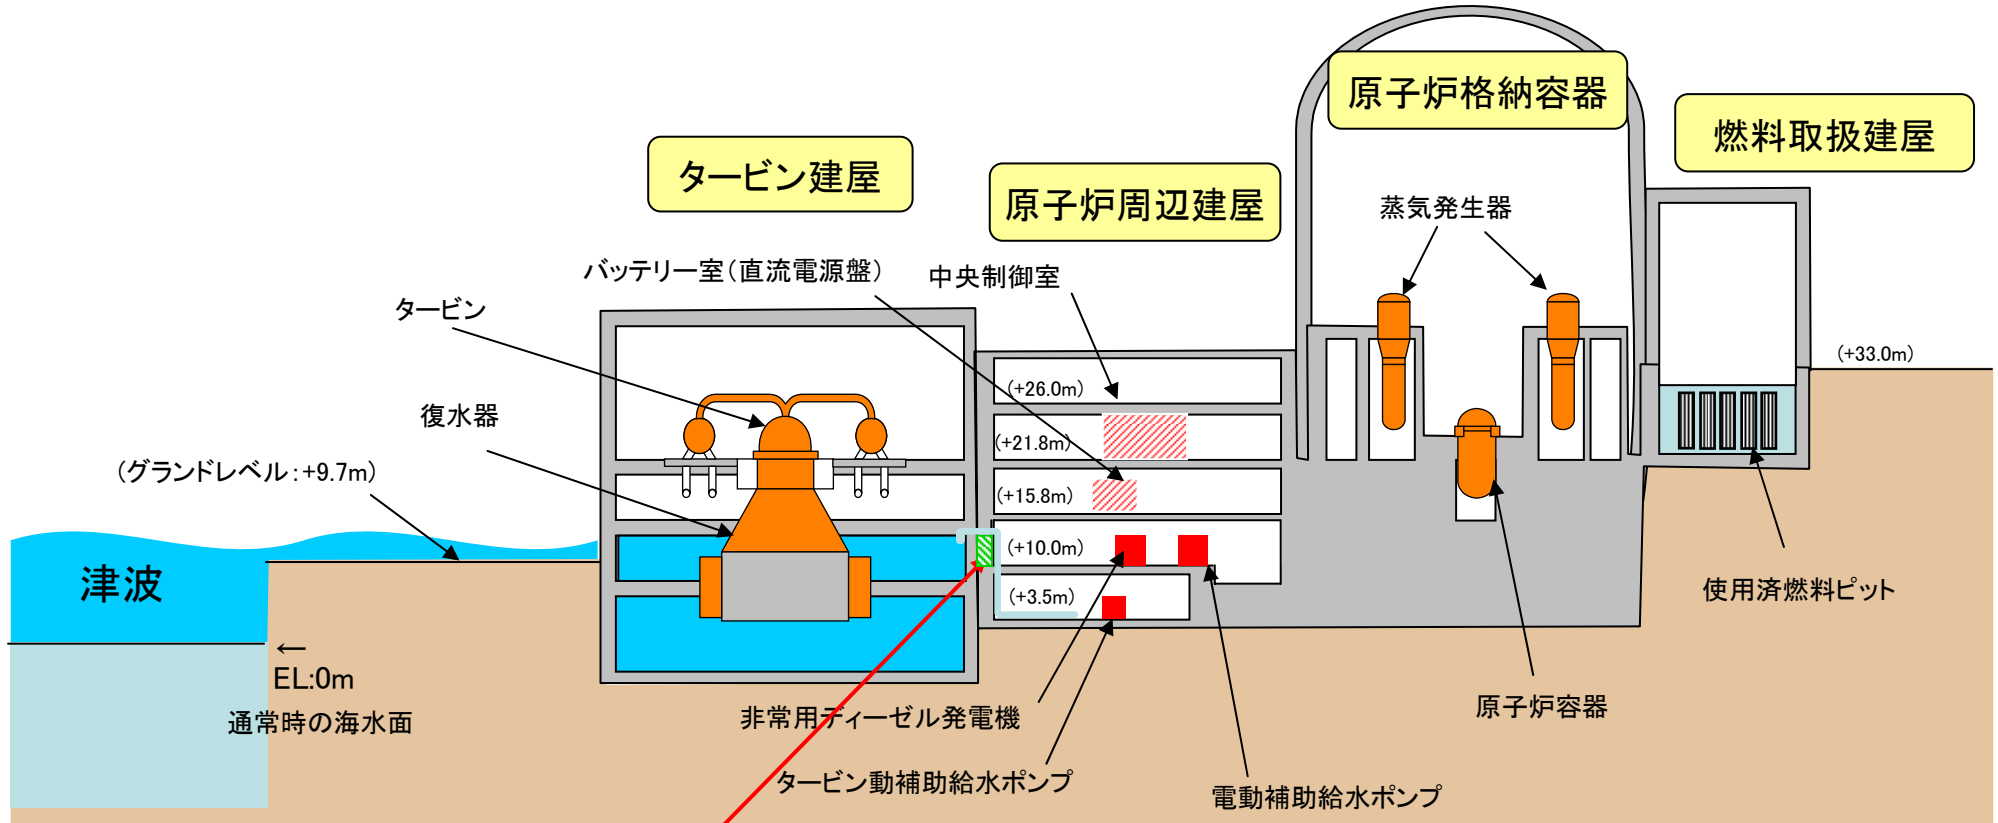 原子炉格納容器
燃料取扱建屋
タービン建屋
原子炉周辺建屋
蒸気発生器
バッテリー室(直流電源盤)
中央制御室
タービン
(+33.0m)
(+26.0m)
復水器
(+21.8m)
(グランドレベル:+9.7m)
(+15.8m)
(+10.0m)
津波
(+3.5m)
使用済燃料ピット
←
EL:0m
通常時の海水面
非常用ディーゼル発電機
原子炉容器
タービン動補助給水ポンプ
電動補助給水ポンプ